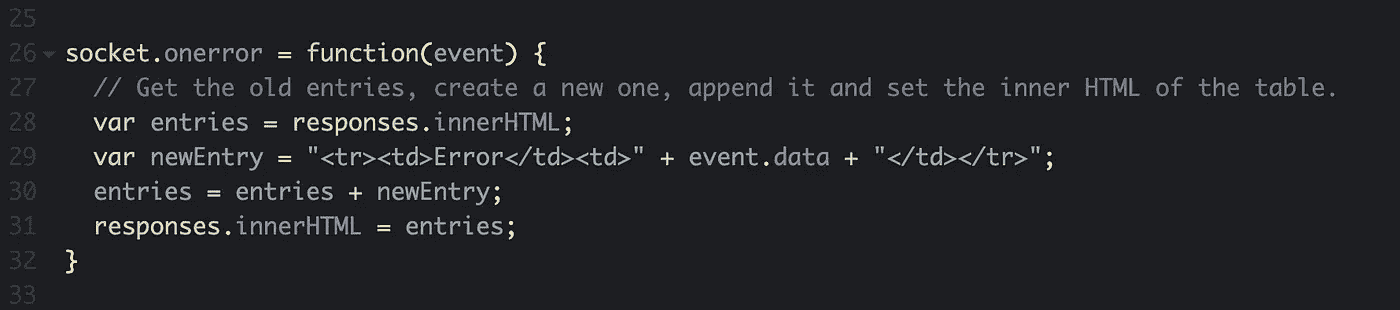 25
26 socket.onerror = function(event) {
27   // Get the old entries, create a new one, append it and set the inner HTML of the table.
28   var entries = responses.innerHTML;
29   var newEntry = "<tr><td>Error</td><td>" + event.data + "</td></tr>";
30   entries = entries + newEntry;
31   responses.innerHTML = entries;
32 }
33